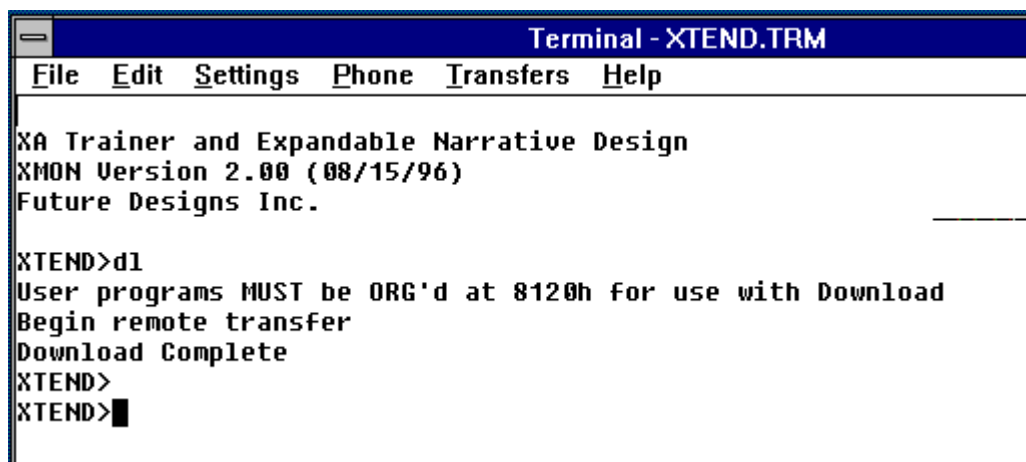 Terminal - XTEND.TRM
File Edit Settings Phone Transfers Help
XA Trainer and Expandable Narrative Design
XMON Version 2.00 (08/15/96)
Future Designs Inc.
XTEND>dl
User programs MUST be ORG'd at 8120h for use with Download
Begin remote transfer
Download Complete
XTEND>
XTEND>